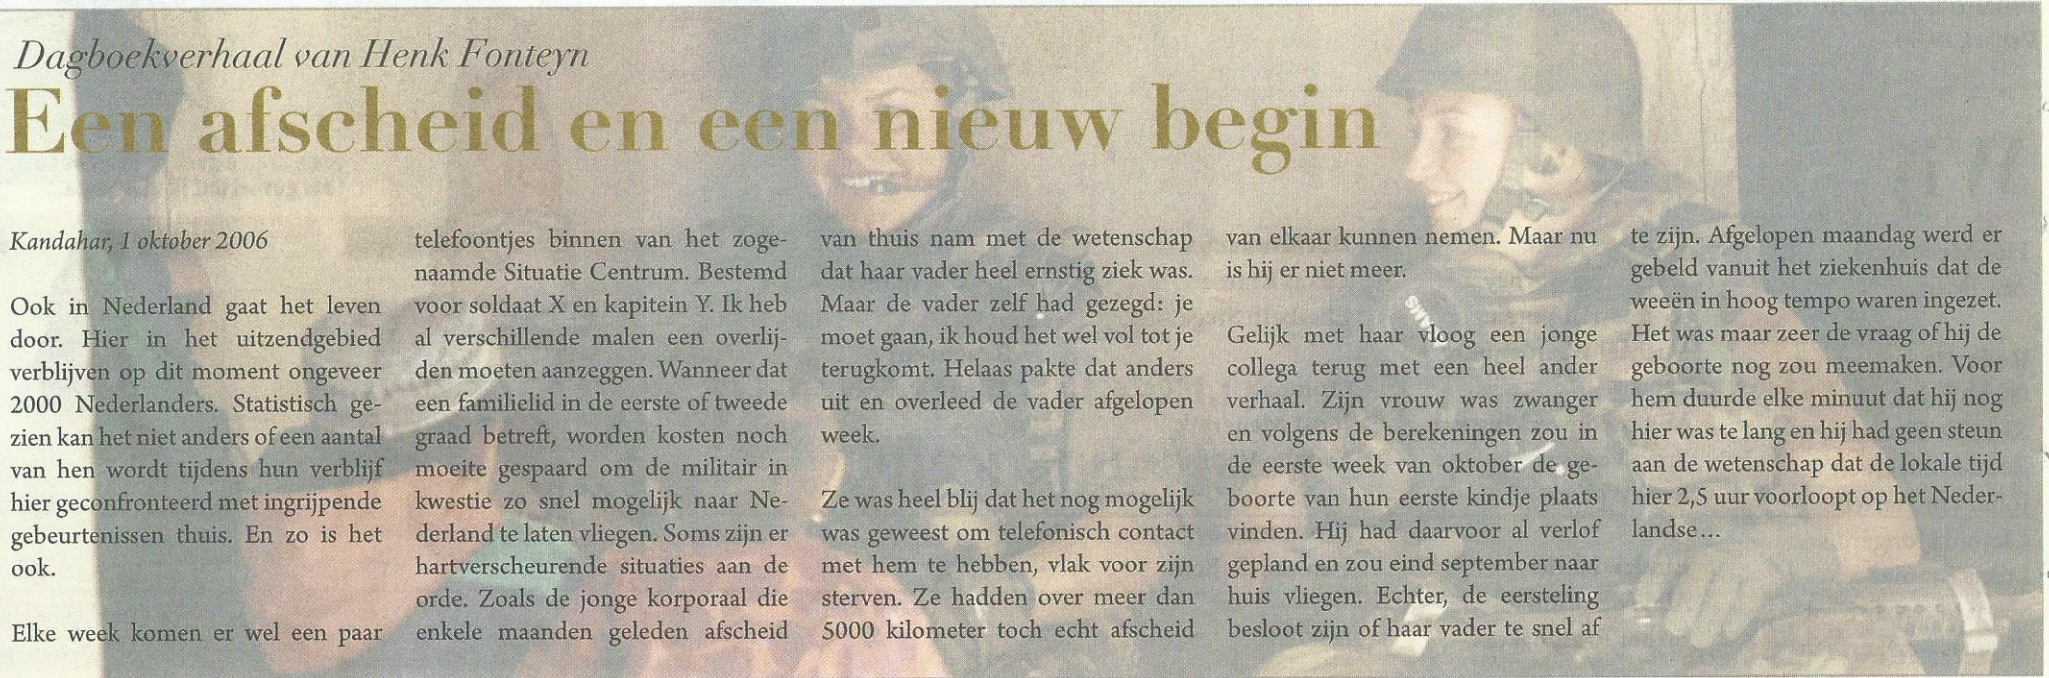 Dagboekverhaal van Henk Fonteyn
Een afscheid en een nieuw begin
Kandahar, 1 oktober 2006
Ook in Nederland gaat het leven
door. Hier in het uitzendgebied
verblijven op dit moment ongeveer
2000 Nederlanders. Statistisch ge-
zien kan het niet anders of een aantal
van hen wordt tijdens hun verblijf
hier geconfronteerd met ingrijpende
gebeurtenissen thuis. En zo is het
ook.
Elke week komen er wel een paar
telefoontjes binnen van het zoge-
naamde Situatie Centrum. Bestemd
voor soldaat X en kapitein Y. Ik heb
al verschillende malen een overlij-
den moeten aanzeggen. Wanneer dat
een familielid in de eerste of tweede
graad betreft, worden kosten noch
moeite gespaard om de militair in
kwestie zo snel mogelijk naar Ne-
derland te laten vliegen. Soms zijn er
hartverscheurende situaties aan de
orde. Zoals de jonge korporaal die
enkele maanden geleden afscheid
van thuis nam met de wetenschap
dat haar vader heel ernstig ziek was.
Maar de vader zelf had gezegd: je
moet gaan, ik houd het wel vol tot je
terugkomt. Helaas pakte dat anders
uit en overleed de vader afgelopen
week.
Ze was heel blij dat het nog mogelijk
was geweest om telefonisch contact
met hem te hebben, vlak voor zijn
sterven. Ze hadden over meer dan
5000 kilometer toch echt afscheid
van elkaar kunnen nemen. Maar nu
is hij er niet meer.
Gelijk met haar vloog een jonge
collega terug met een heel ander
verhaal. Zijn vrouw was zwanger
en volgens de berekeningen zou in
de eerste week van oktober de ge-
boorte van hun eerste kindje plaats
vinden. Hij had daarvoor al verlof
gepland en zou eind september naar
huis vliegen. Echter, de eersteling
besloot zijn of haar vader te snel af
te zijn. Afgelopen maandag werd er
gebeld vanuit het ziekenhuis dat de
weeën in hoog tempo waren ingezet.
Het was maar zeer de vraag of hij de
geboorte nog zou meemaken. Voor
hem duurde elke minuut dat hij nog
hier was te lang en hij had geen steun
aan de wetenschap dat de lokale tijd
hier 2,5 uur voorloopt op het Neder-
landse...